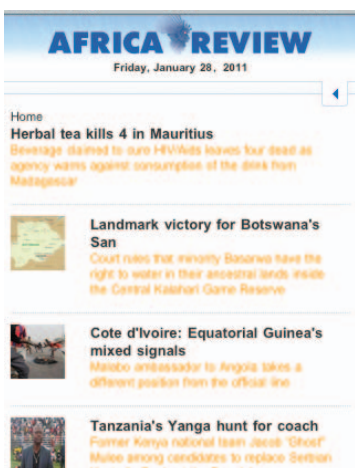 AFRICA REVIEW
Friday, January 28, 2011
Home
Herbal tea kills 4 in Mauritius
Beverage claimed to cure HIV/Aids leaves four dead as
agency warns against consumption of the drink from
Madagascar
Landmark victory for Botswana's
San
Court rules that minority Basarwa have the
right to water in their ancestral lands inside
the Central Kalahari Game Reserve
Cote d'Ivoire: Equatorial Guinea's
mixed signals
Malabo ambassador to Angola takes a
different position from the official line
Tanzania's Yanga hunt for coach
Former Kenya national team Jacob "Ghost"
Mulee among candidates to replace Serbian